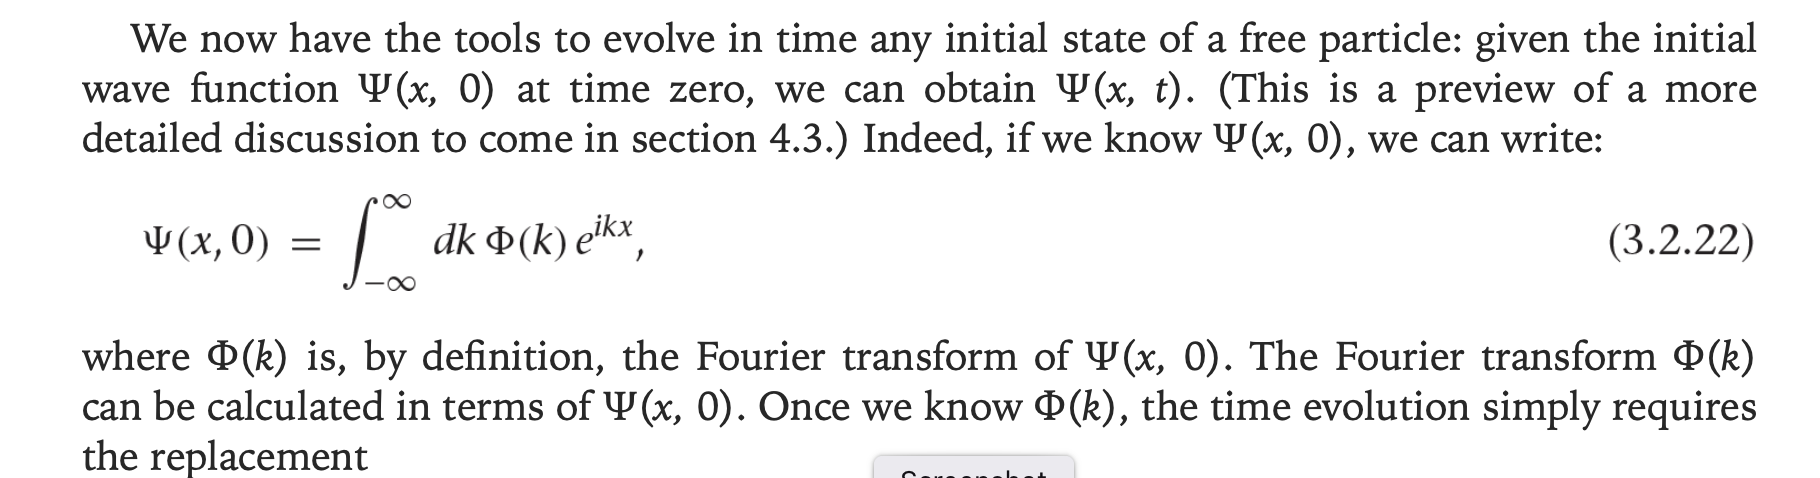 We now have the tools to evolve in time any initial state of a free particle: given the initial
wave function Ψ(x, 0) at time zero, we can obtain Ψ(x, t). (This is a preview of a more
detailed discussion to come in section 4.3.) Indeed, if we know Ψ(x, 0), we can write:
Ψ(x, 0) = ∫_{−∞}^{∞} dk Φ(k) e^{ikx}, (3.2.22)
where Φ(k) is, by definition, the Fourier transform of Ψ(x, 0). The Fourier transform Φ(k)
can be calculated in terms of Ψ(x, 0). Once we know Φ(k), the time evolution simply requires
the replacement
Screenshot